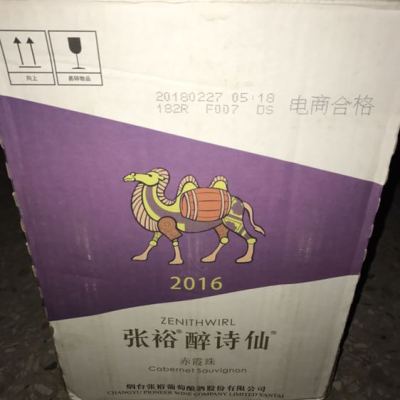 向上
易碎物品
20180227 05:18
182R F007 DS
电商合格
2016
ZENITHWIRL
张裕® 醉诗仙®
赤霞珠
Cabernet Sauvignon
烟台张裕葡萄酿酒股份有限公司
CHANGYU PIONEER WINE COMPANY LIMITED YANTAI